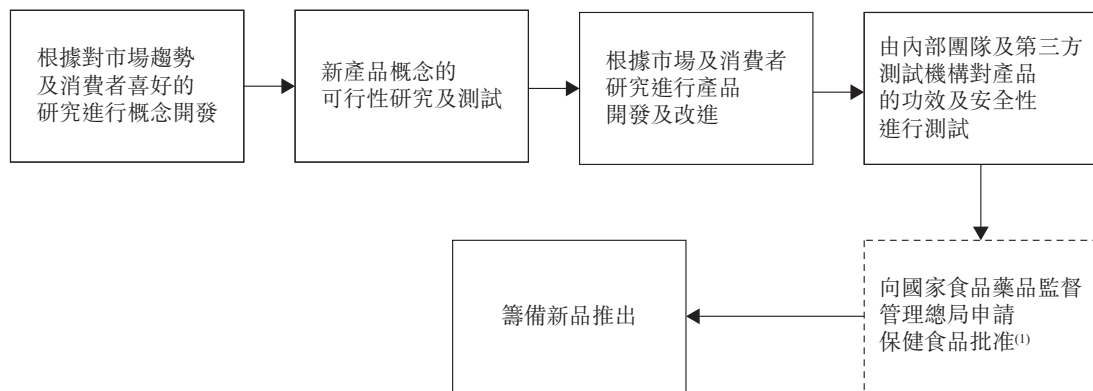 根據對市場趨勢
及消費者喜好的
研究進行概念開發
新產品概念的
可行性研究及測試
根據市場及消費者
研究進行產品
開發及改進
由內部團隊及第三方
測試機構對產品
的功效及安全性
進行測試
向國家食品藥品監督
管理總局申請
保健食品批准(1)
籌備新品推出